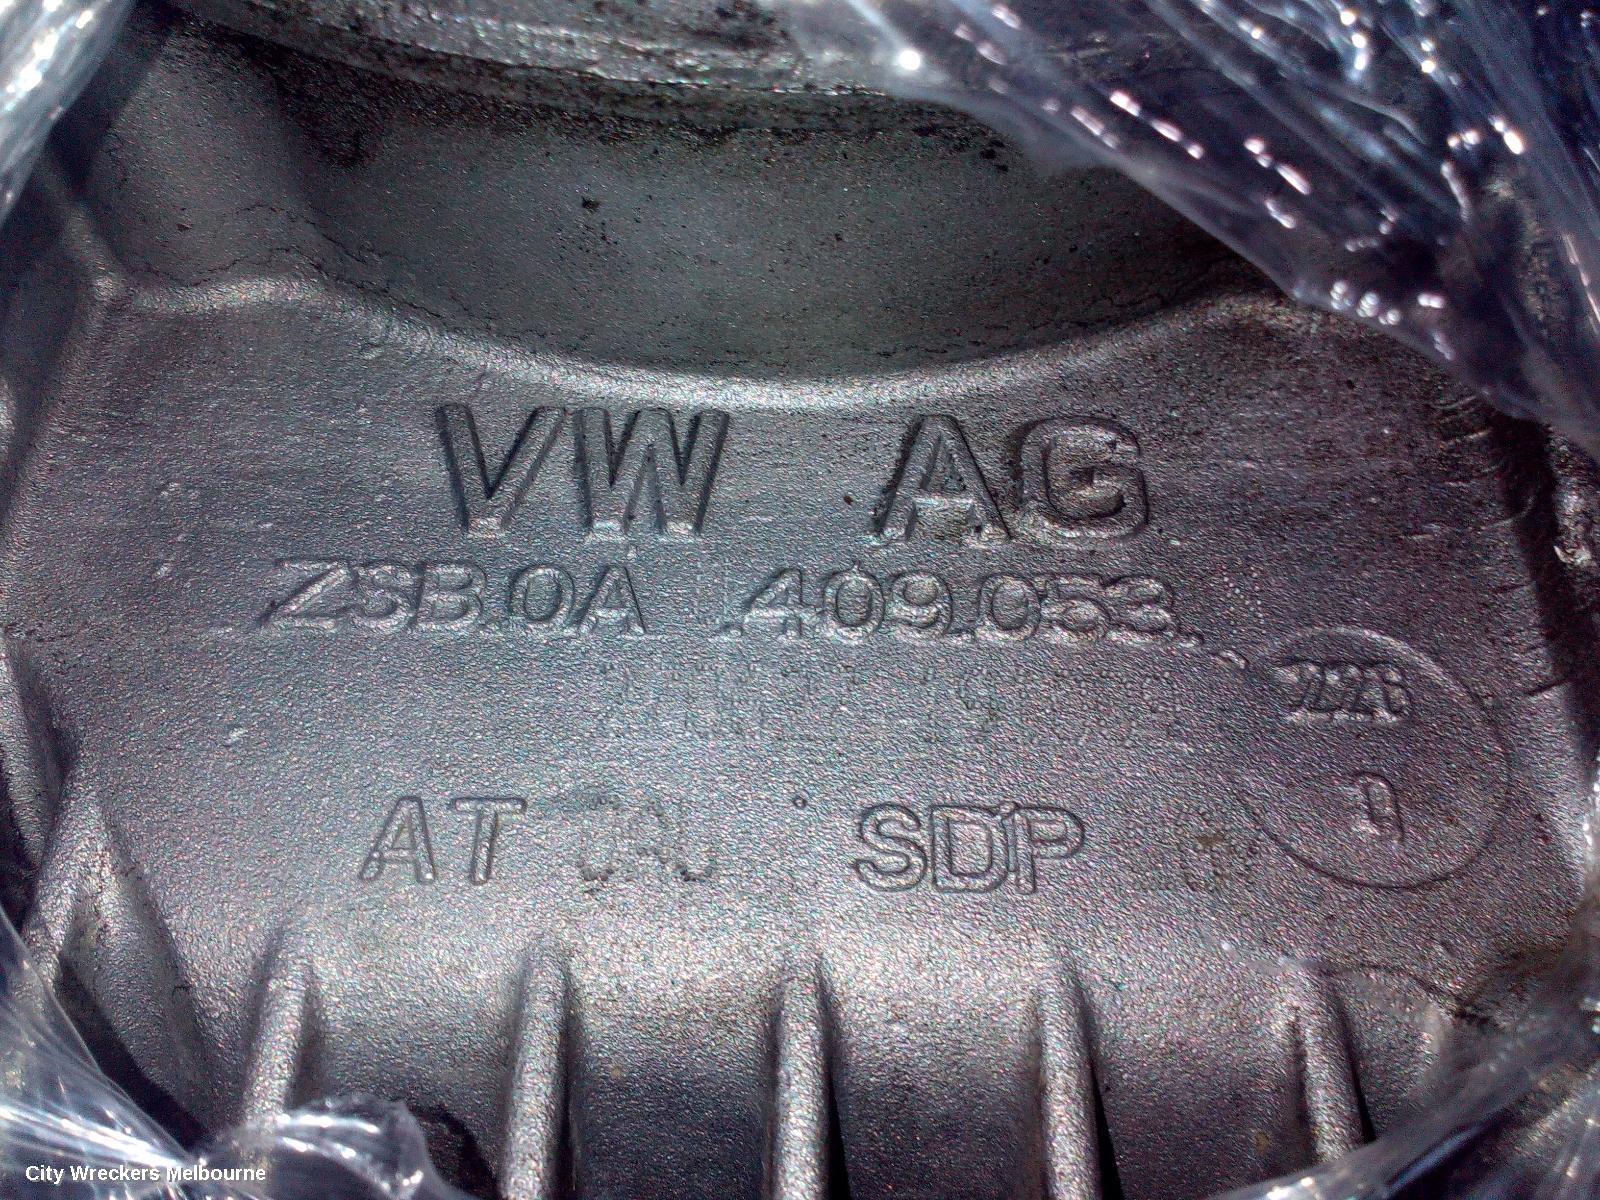 VW AG
ZSB.0A .409.053.
AT SDP
City Wreckers Melbourne